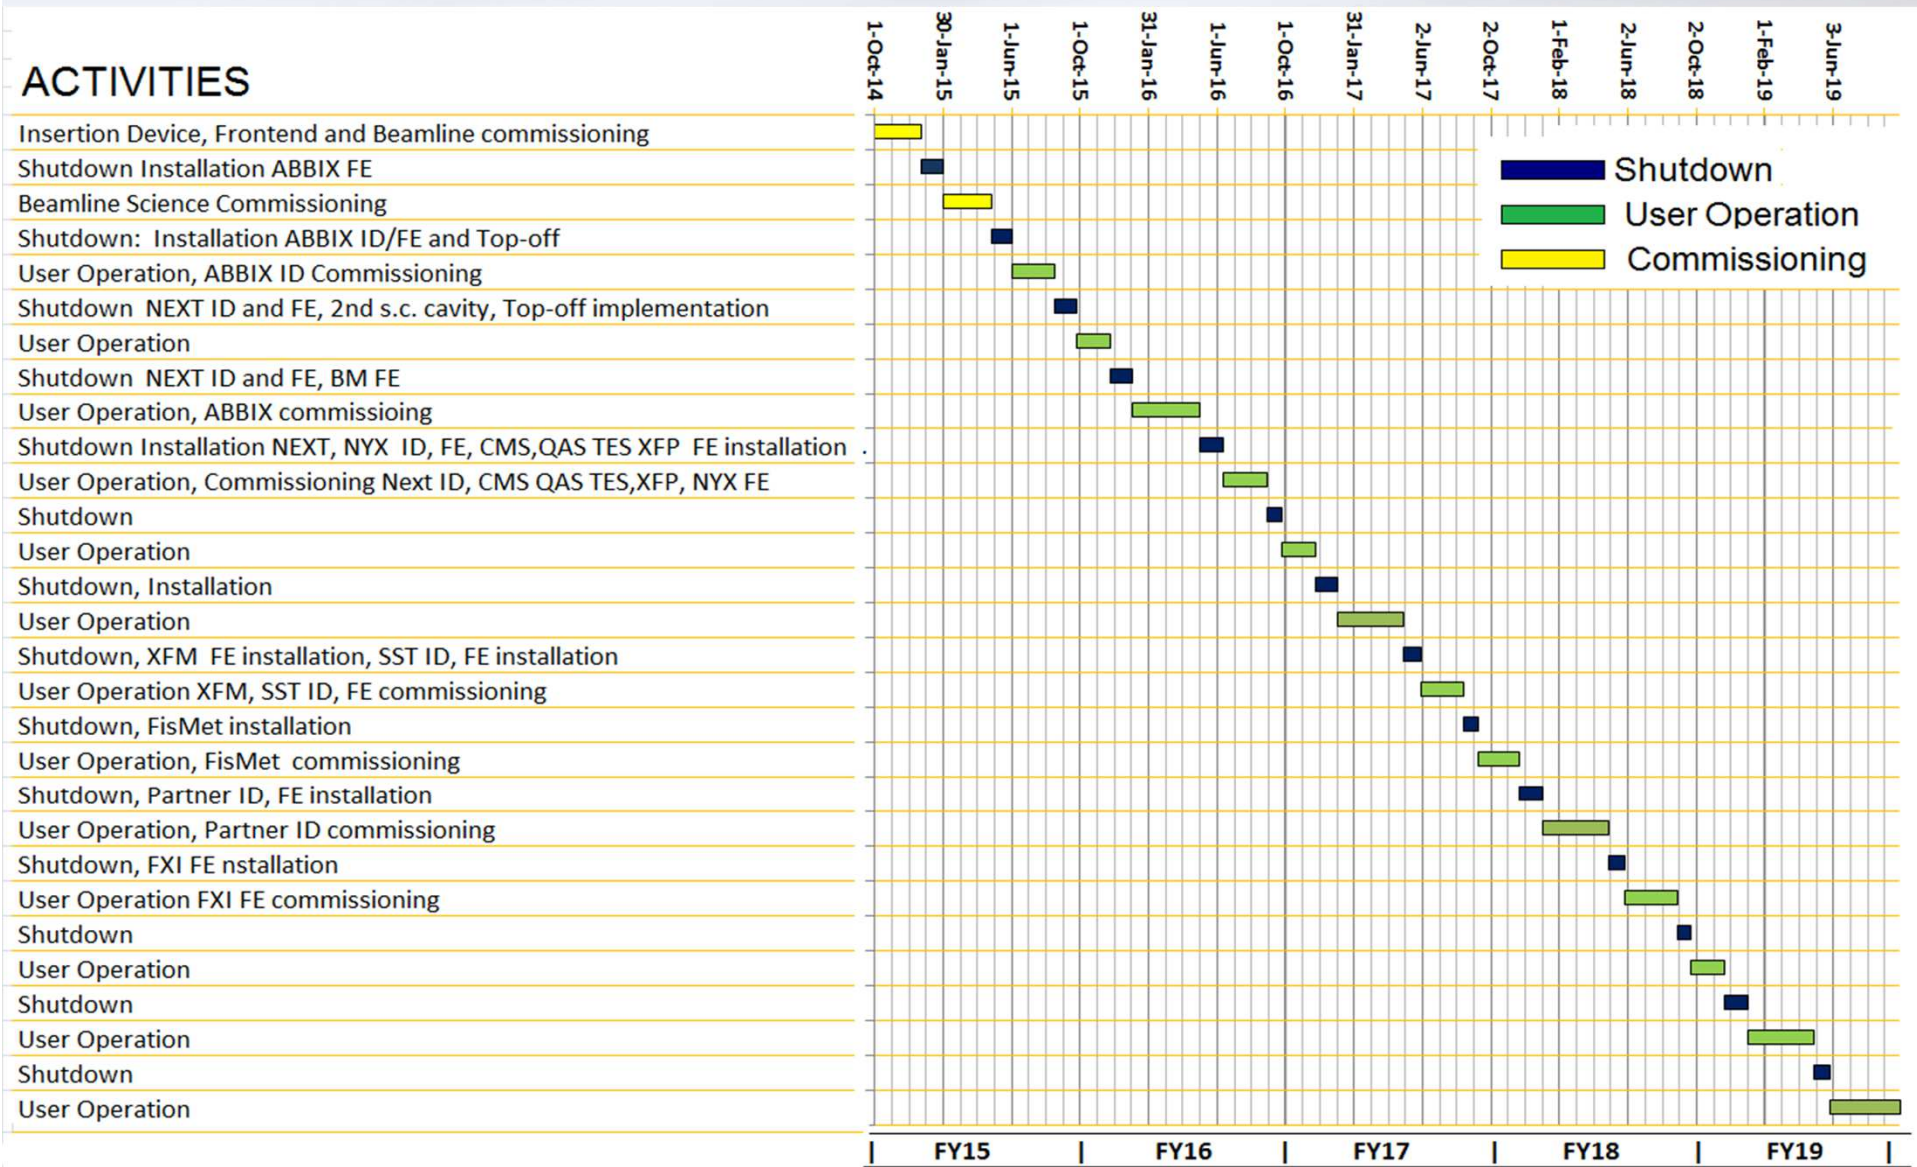 1-Oct-14
30-Jan-15
1-Jun-15
1-Oct-15
31-Jan-16
1-Jun-16
1-Oct-16
31-Jan-17
2-Jun-17
2-Oct-17
1-Feb-18
2-Jun-18
2-Oct-18
1-Feb-19
3-Jun-19
ACTIVITIES
Insertion Device, Frontend and Beamline commissioning
Shutdown Installation ABBIX FE
Beamline Science Commissioning
Shutdown:  Installation ABBIX ID/FE and Top-off
User Operation, ABBIX ID Commissioning
Shutdown  NEXT ID and FE, 2nd s.c. cavity, Top-off implementation
User Operation
Shutdown  NEXT ID and FE, BM FE
User Operation, ABBIX commissioing
Shutdown Installation NEXT, NYX  ID, FE, CMS,QAS TES XFP  FE installation  .
User Operation, Commissioning Next ID, CMS QAS TES,XFP, NYX FE
Shutdown
User Operation
Shutdown, Installation
User Operation
Shutdown, XFM  FE installation, SST ID, FE installation
User Operation XFM, SST ID, FE commissioning
Shutdown, FisMet installation
User Operation, FisMet  commissioning
Shutdown, Partner ID, FE installation
User Operation, Partner ID commissioning
Shutdown, FXI FE nstallation
User Operation FXI FE commissioning
Shutdown
User Operation
Shutdown
User Operation
Shutdown
User Operation
Shutdown
User Operation
Commissioning
| FY15 | FY16 | FY17 | FY18 | FY19 |